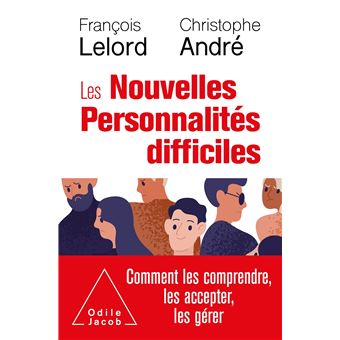 François Christophe
Lelord André
Les Nouvelles
Personnalités
difficiles
Comment les comprendre,
les accepter,
les gérer
Odile
Jacob